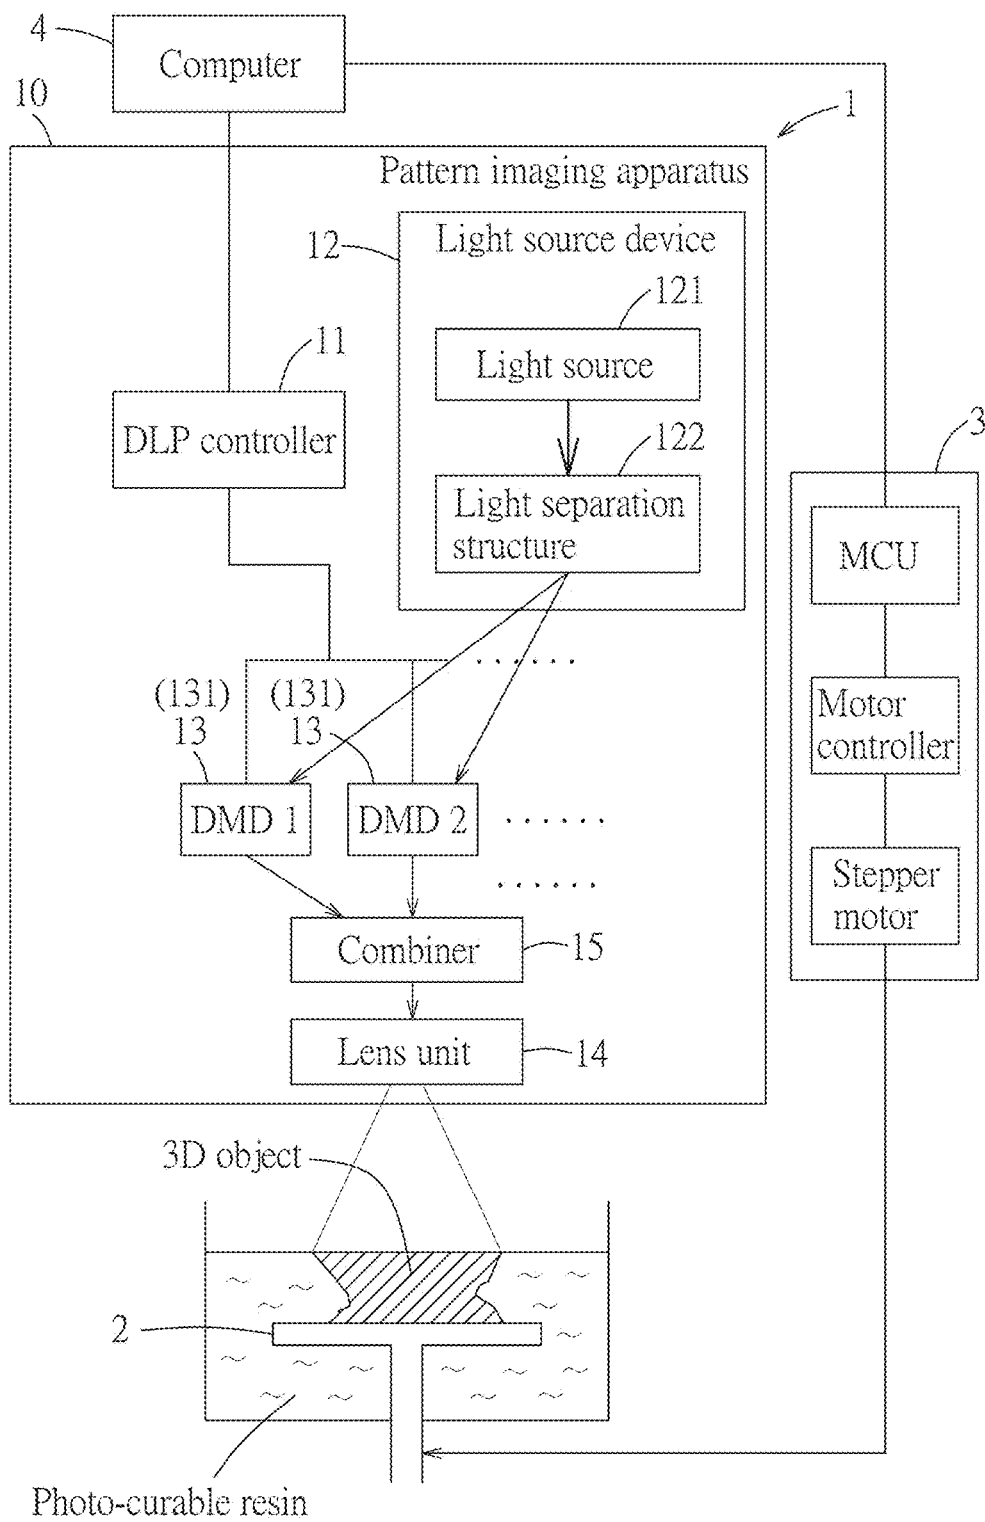 4
Computer
10
1
Pattern imaging apparatus
12
Light source device
121
Light source
11
DLP controller
122
Light separation
structure
3
MCU
Motor
controller
Stepper
motor
(131)
13
(131)
13
......
DMD 1
DMD 2
......
......
Combiner
15
Lens unit
14
3D object
2
Photo-curable resin